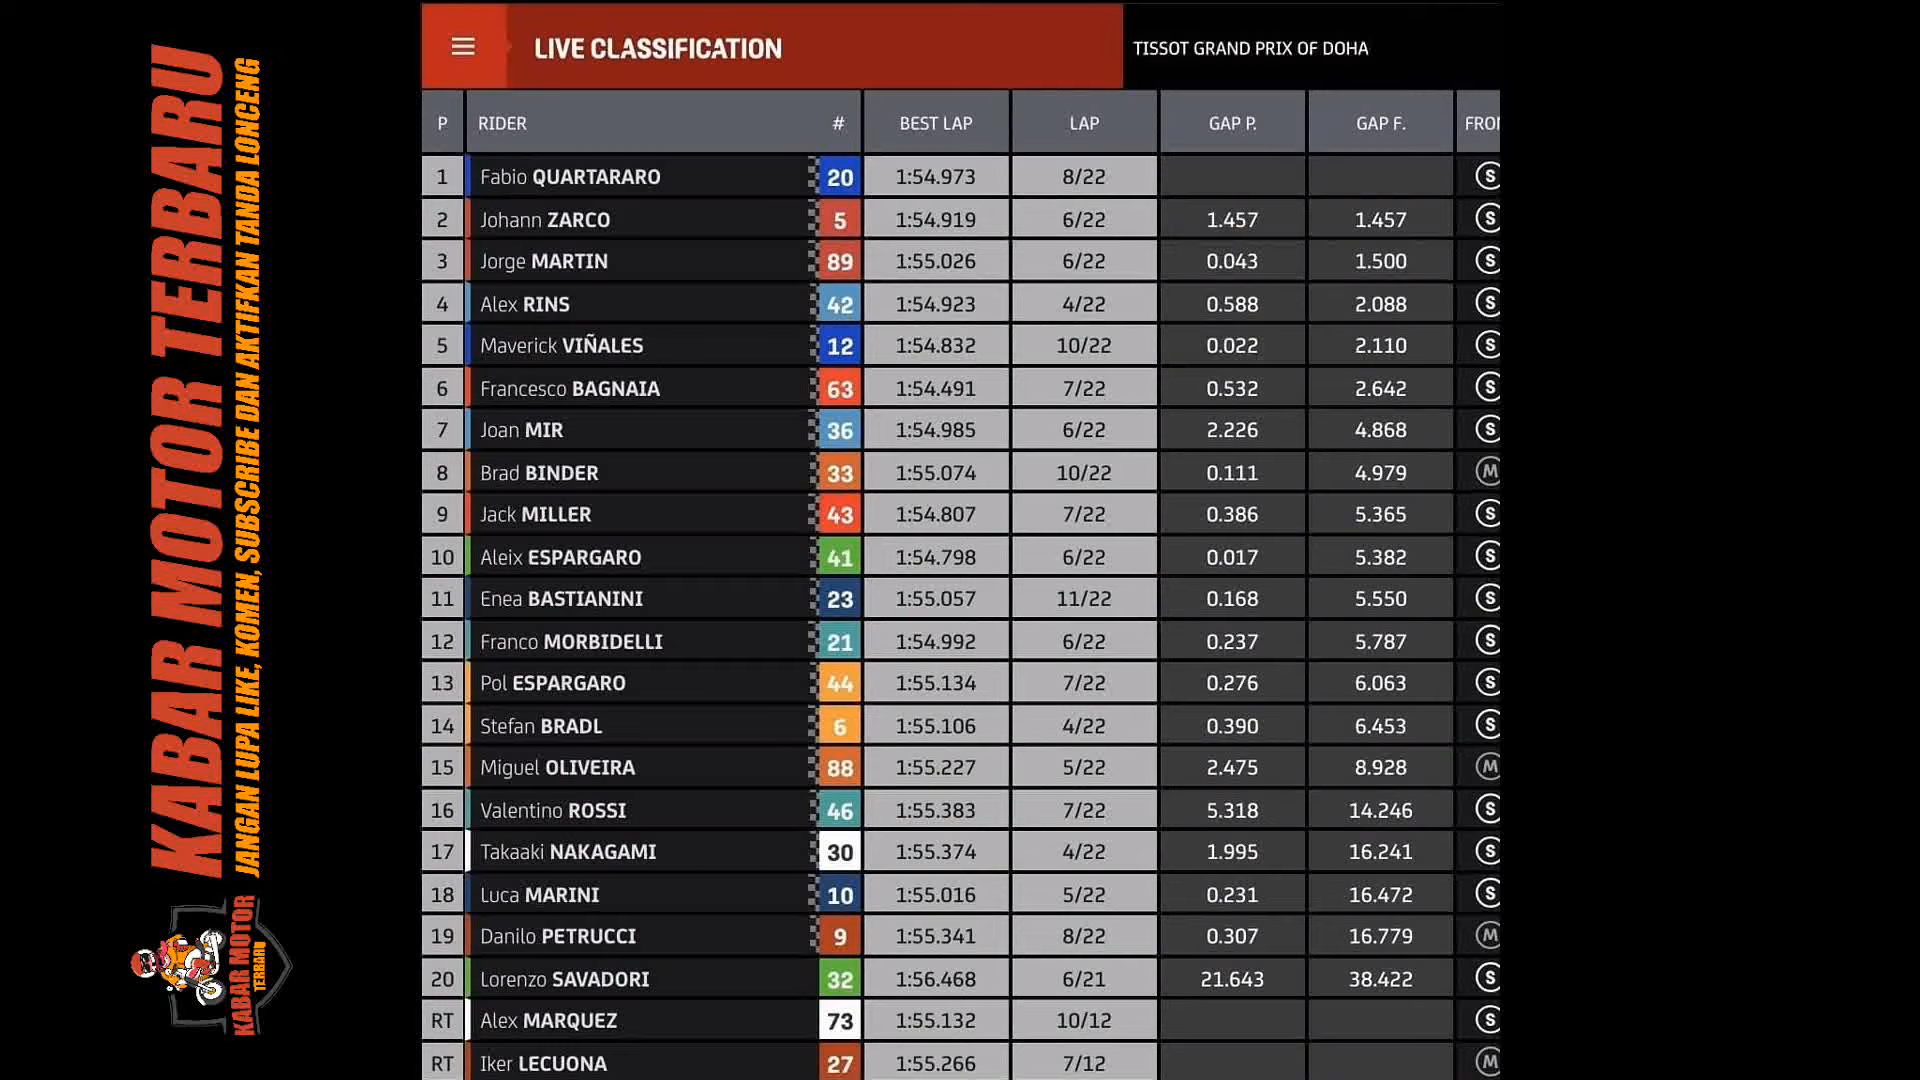 KABAR MOTOR TERBARU
JANGAN LUPA LIKE, KOMEN, SUBSCRIBE DAN AKTIFKAN TANDA LONCENG
KABAR MOTOR
TERBARU
LIVE CLASSIFICATION
TISSOT GRAND PRIX OF DOHA
P RIDER # BEST LAP LAP GAP P. GAP F.
1 Fabio QUARTARARO 20 1:54.973 8/22 S
2 Johann ZARCO 5 1:54.919 6/22 1.457 1.457 S
3 Jorge MARTIN 89 1:55.026 6/22 0.043 1.500 S
4 Alex RINS 42 1:54.923 4/22 0.588 2.088 S
5 Maverick VIÑALES 12 1:54.832 10/22 0.022 2.110 S
6 Francesco BAGNAIA 63 1:54.491 7/22 0.532 2.642 S
7 Joan MIR 36 1:54.985 6/22 2.226 4.868 S
8 Brad BINDER 33 1:55.074 10/22 0.111 4.979 M
9 Jack MILLER 43 1:54.807 7/22 0.386 5.365 S
10 Aleix ESPARGARO 41 1:54.798 6/22 0.017 5.382 S
11 Enea BASTIANINI 23 1:55.057 11/22 0.168 5.550 S
12 Franco MORBIDELLI 21 1:54.992 6/22 0.237 5.787 S
13 Pol ESPARGARO 44 1:55.134 7/22 0.276 6.063 S
14 Stefan BRADL 6 1:55.106 4/22 0.390 6.453 S
15 Miguel OLIVEIRA 88 1:55.227 5/22 2.475 8.928 M
16 Valentino ROSSI 46 1:55.383 7/22 5.318 14.246 S
17 Takaaki NAKAGAMI 30 1:55.374 4/22 1.995 16.241 S
18 Luca MARINI 10 1:55.016 5/22 0.231 16.472 S
19 Danilo PETRUCCI 9 1:55.341 8/22 0.307 16.779 M
20 Lorenzo SAVADORI 32 1:56.468 6/21 21.643 38.422 S
RT Alex MARQUEZ 73 1:55.132 10/12 S
RT Iker LECUONA 27 1:55.266 7/12 M